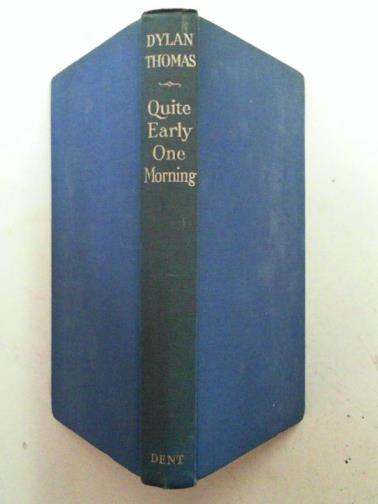 DYLAN
THOMAS
Quite
Early
One
Morning
DENT